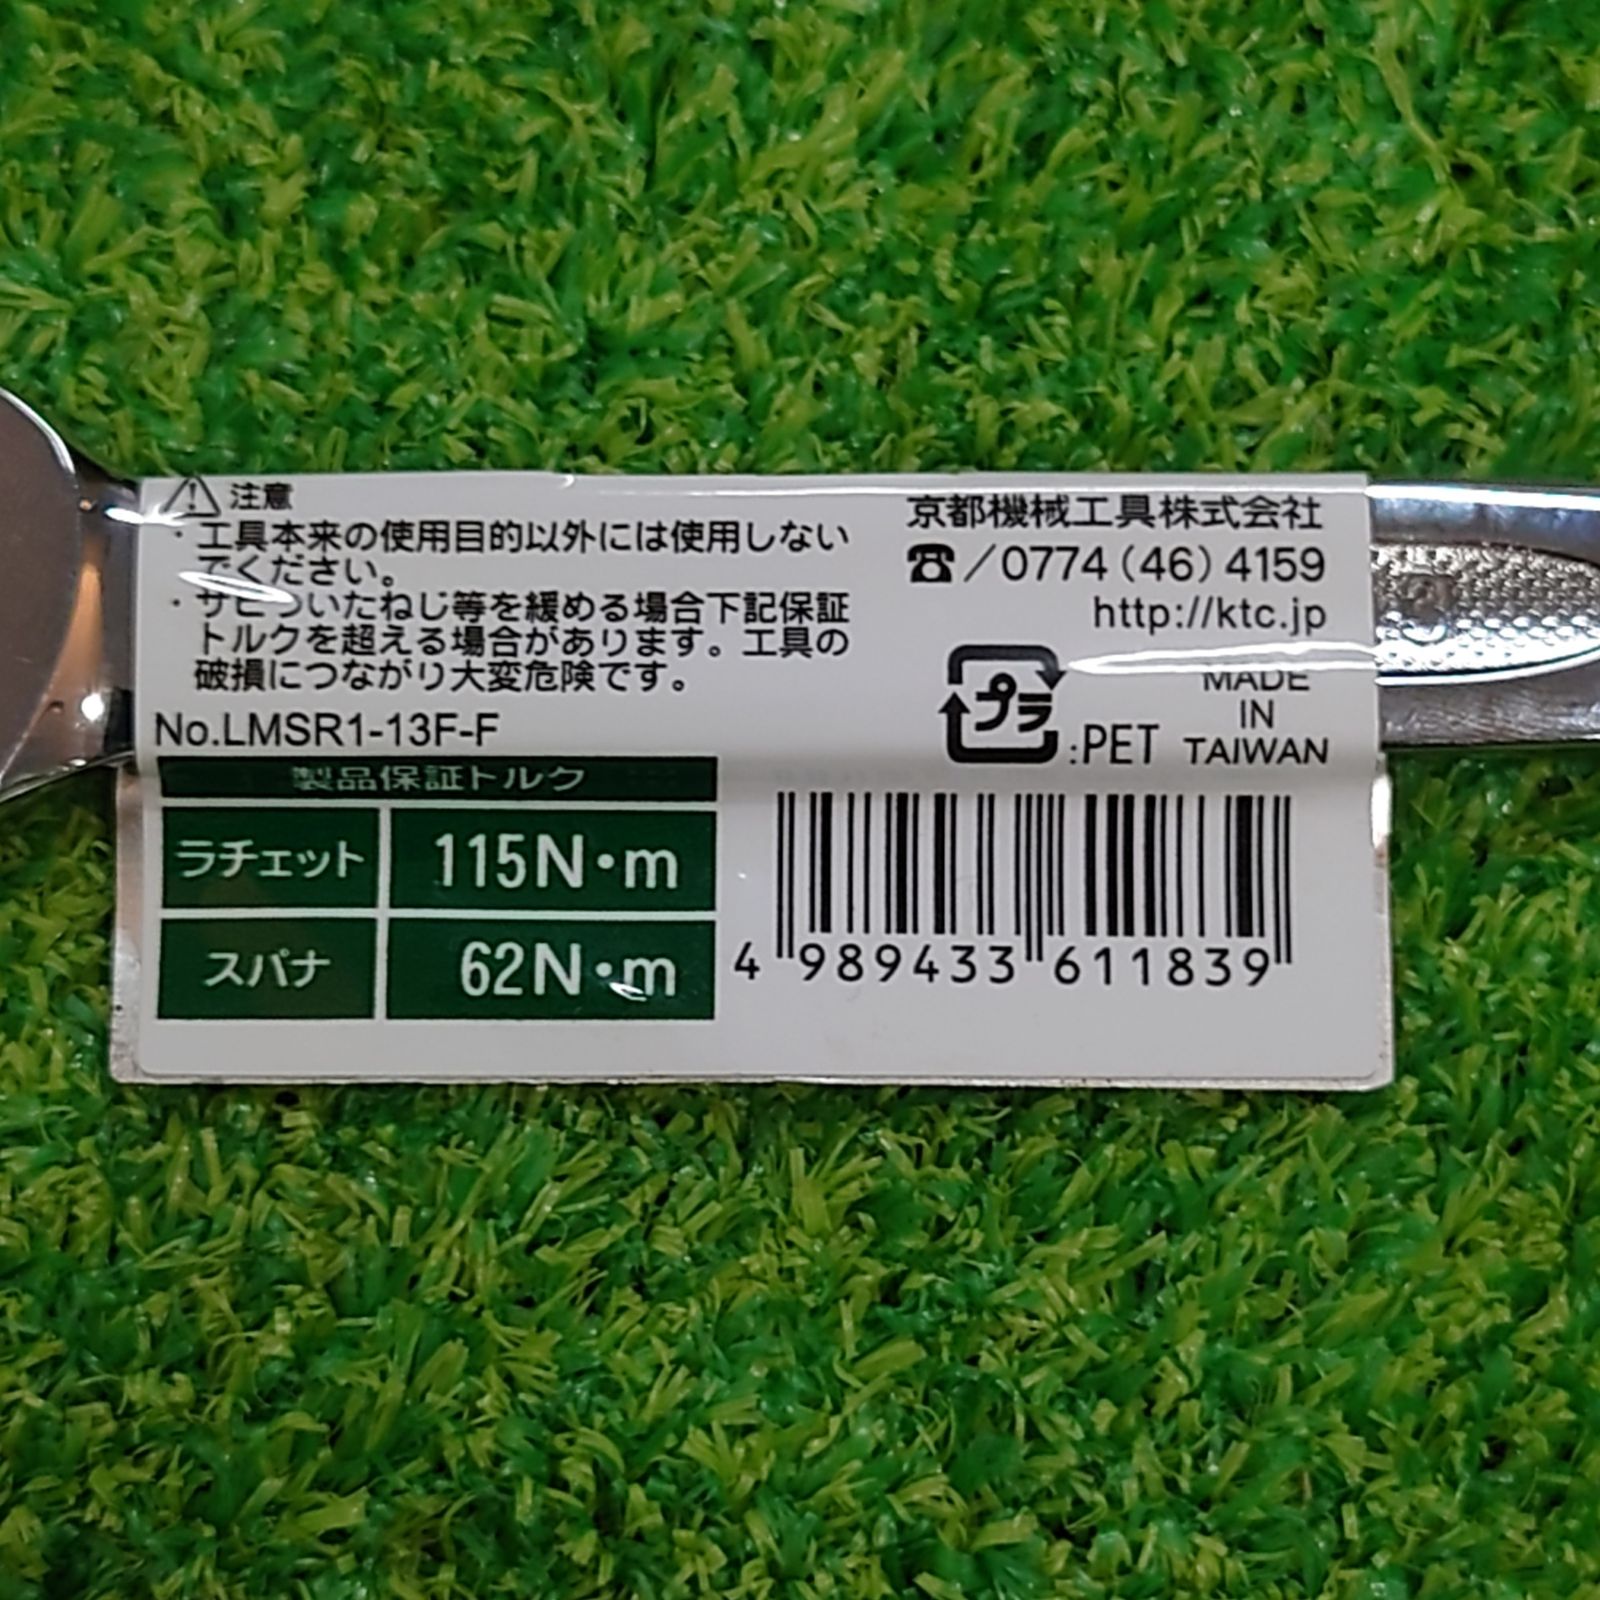 注意
・工具本来の使用目的以外には使用しない
でください。
・サビついたねじ等を緩める場合下記保証
トルクを超える場合があります。工具の
破損につながり大変危険です。
No.LMSR1-13F-F
製品保証トルク
ラチェット 115N・m
スパナ 62N・m
京都機械工具株式会社
☎/0774(46)4159
http://ktc.jp
プラ :PET
MADE
IN
TAIWAN
4 989433 611839